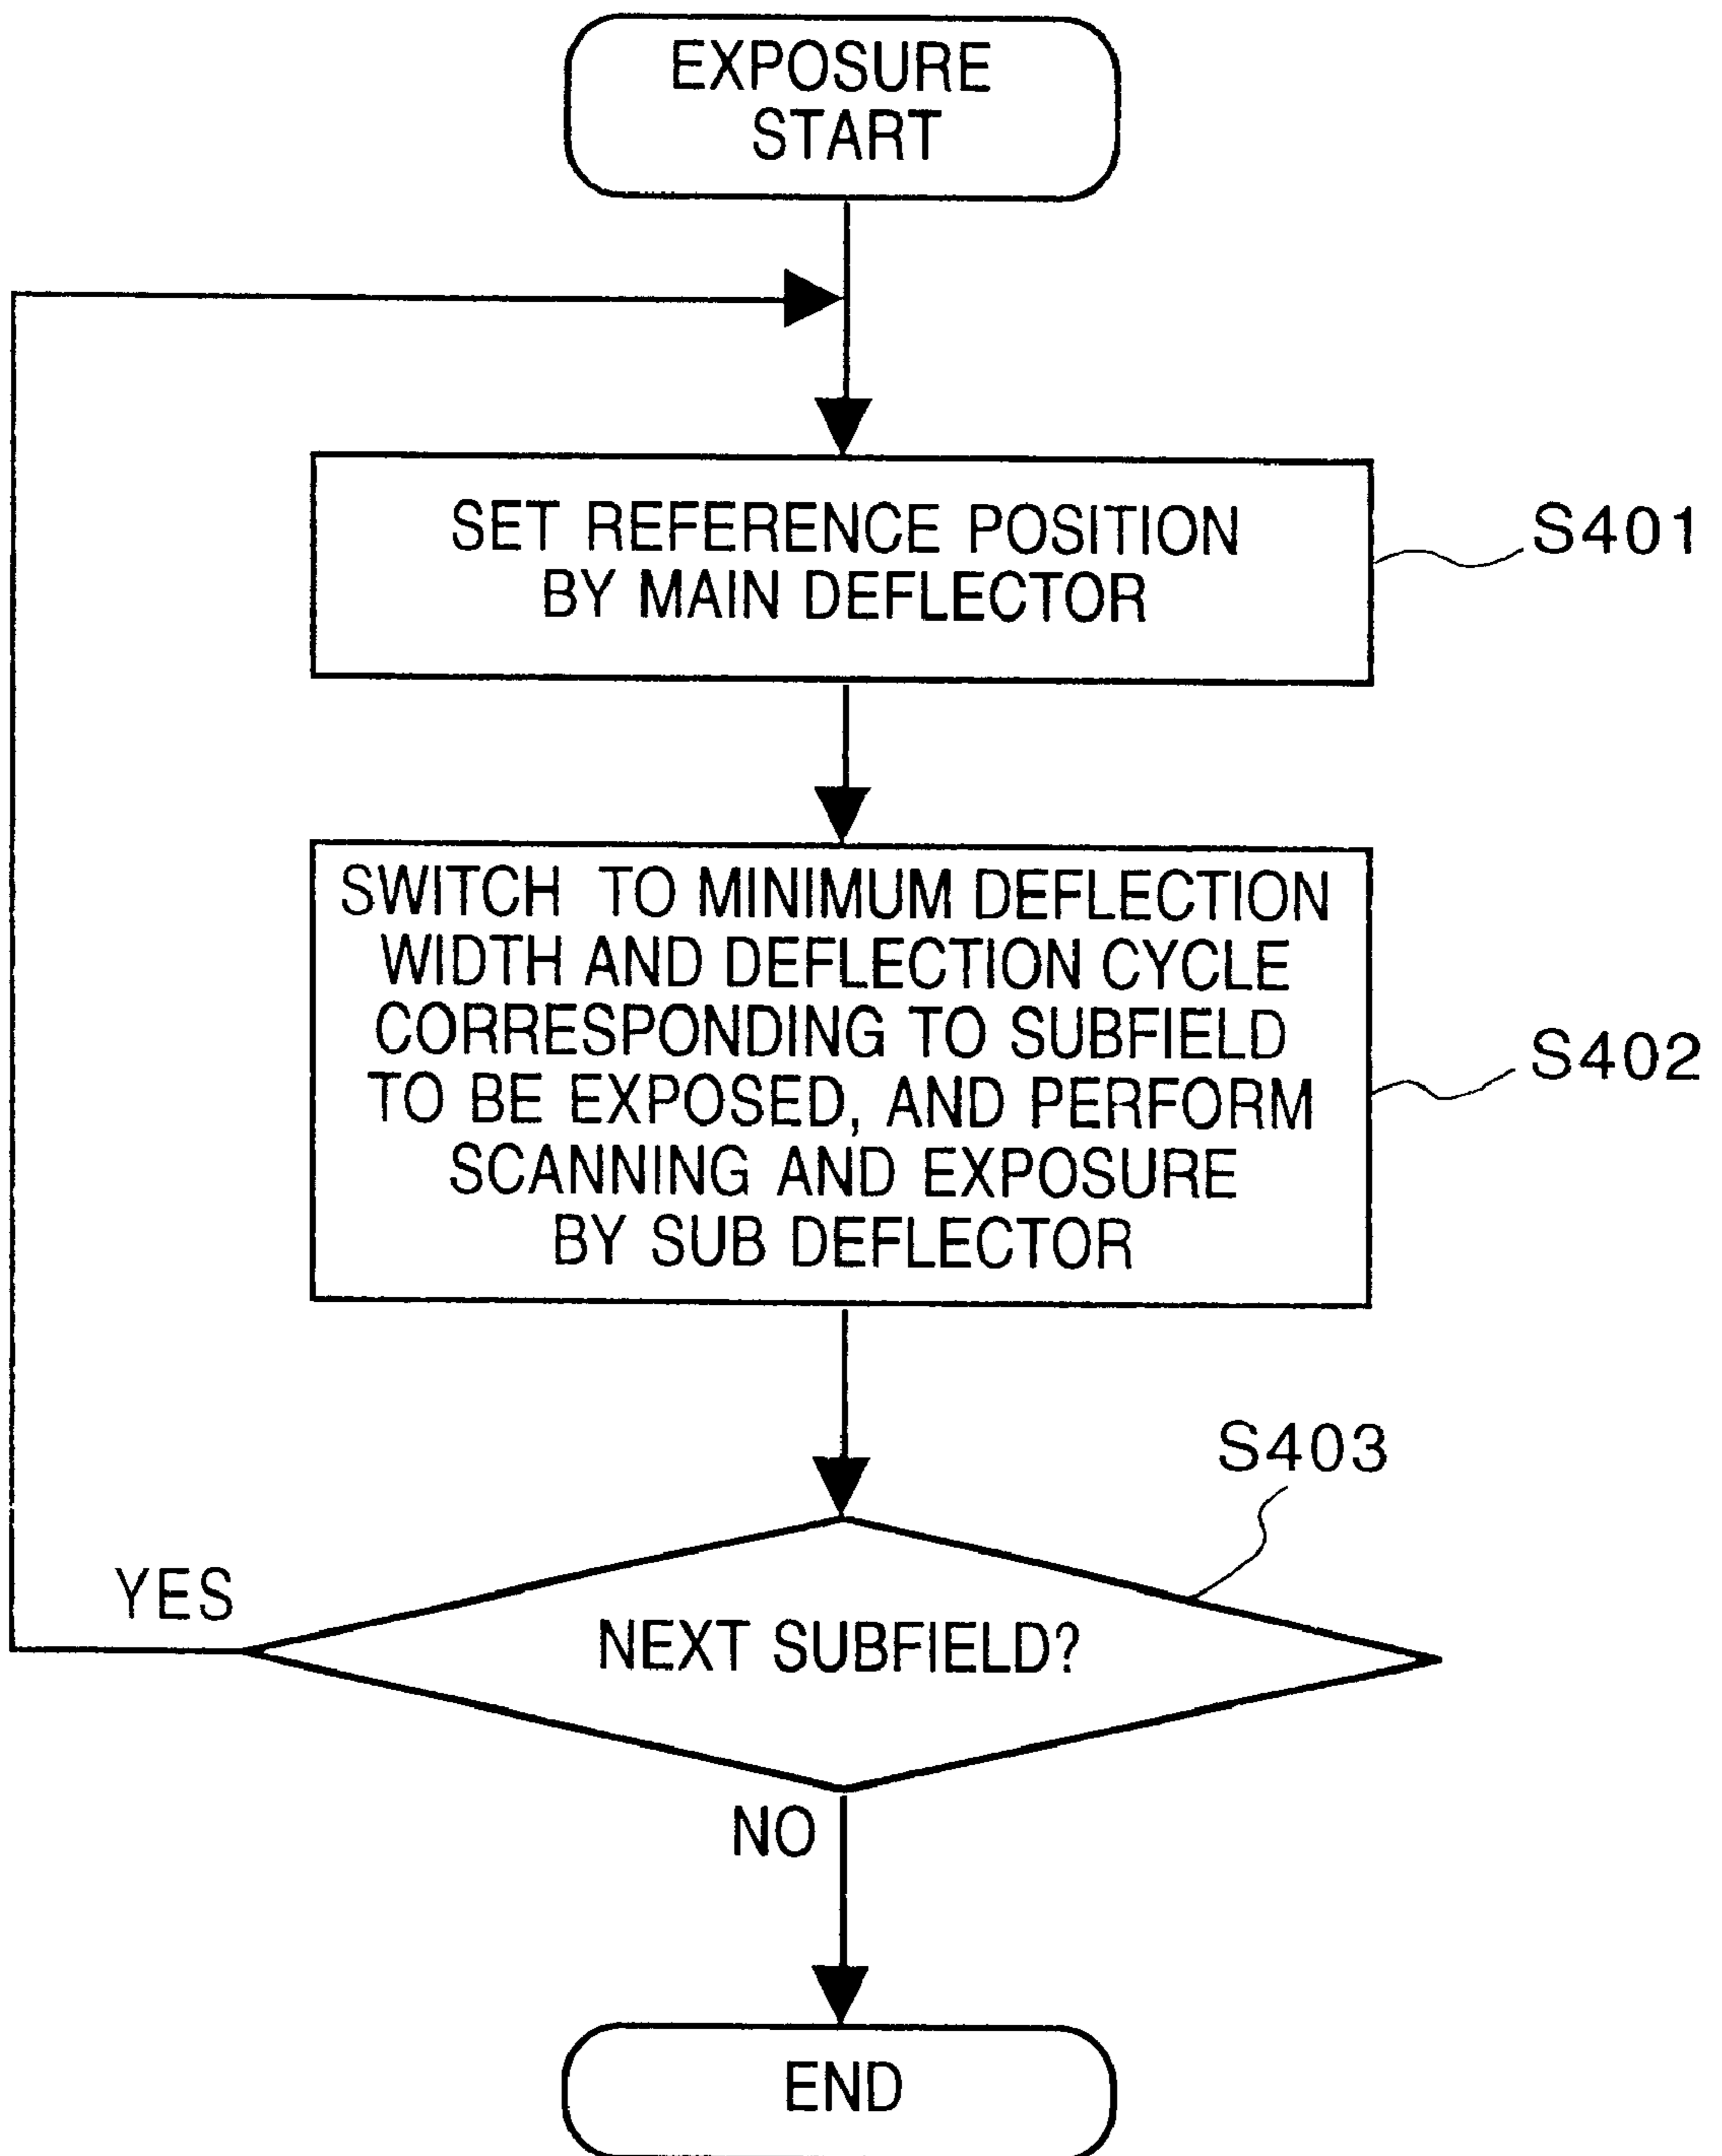 EXPOSURE
START
SET REFERENCE POSITION
BY MAIN DEFLECTOR
S401
SWITCH TO MINIMUM DEFLECTION
WIDTH AND DEFLECTION CYCLE
CORRESPONDING TO SUBFIELD
TO BE EXPOSED, AND PERFORM
SCANNING AND EXPOSURE
BY SUB DEFLECTOR
S402
S403
YES
NEXT SUBFIELD?
NO
END